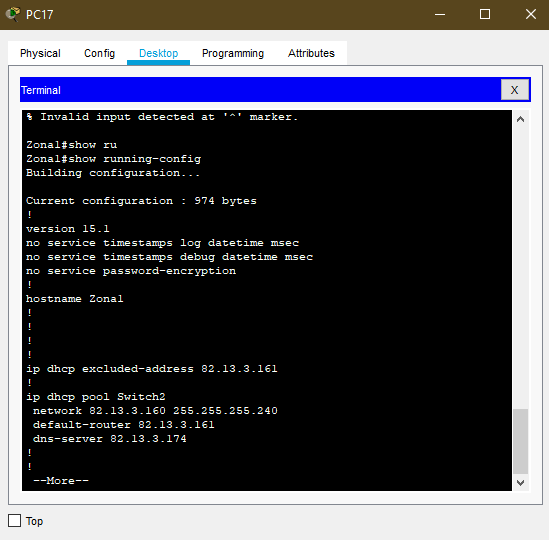 PC17
Physical Config Desktop Programming Attributes
Terminal
X
% Invalid input detected at '^' marker.
Zonal#show ru
Zonal#show running-config
Building configuration...
Current configuration : 974 bytes
!
version 15.1
no service timestamps log datetime msec
no service timestamps debug datetime msec
no service password-encryption
!
hostname Zonal
!
!
!
!
ip dhcp excluded-address 82.13.3.161
!
ip dhcp pool Switch2
network 82.13.3.160 255.255.255.240
default-router 82.13.3.161
dns-server 82.13.3.174
!
!
--More--
Top